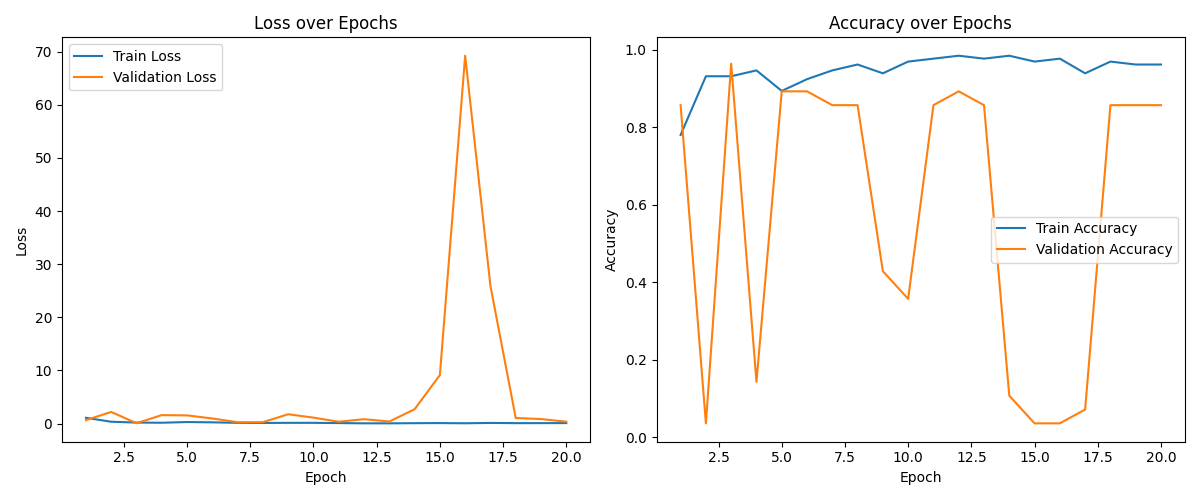 Loss over Epochs
Train Loss
Validation Loss
Loss
70
60
50
40
30
20
10
0
2.5 5.0 7.5 10.0 12.5 15.0 17.5 20.0
Epoch
Accuracy over Epochs
Train Accuracy
Validation Accuracy
Accuracy
1.0
0.8
0.6
0.4
0.2
0.0
2.5 5.0 7.5 10.0 12.5 15.0 17.5 20.0
Epoch